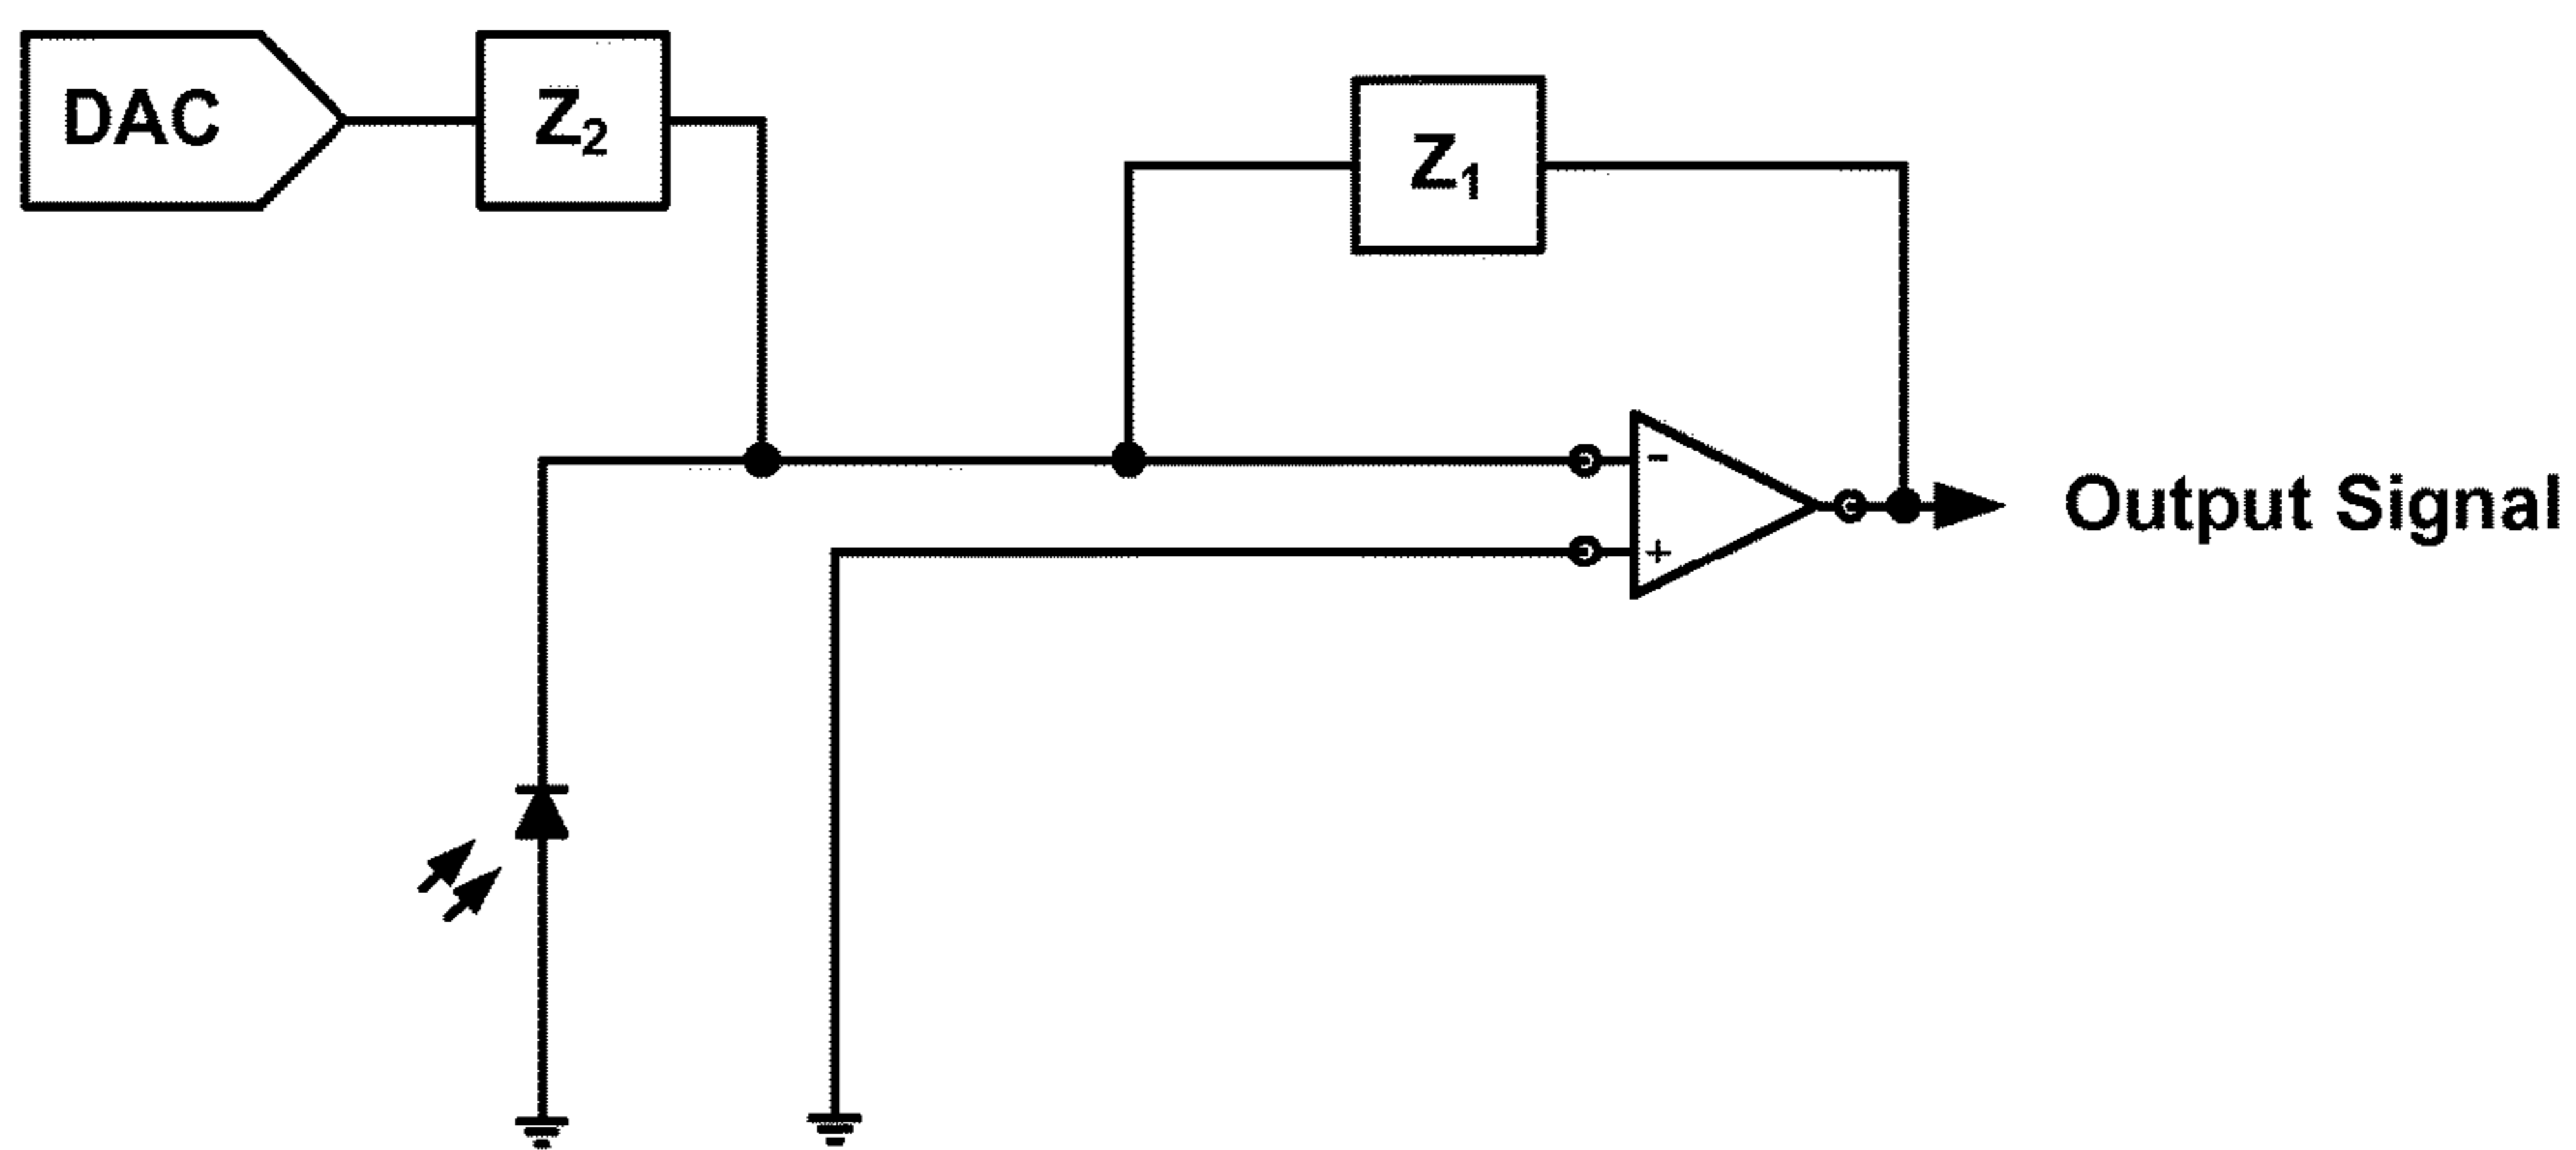 DAC
Z₂
Z₁
-
+
Output Signal